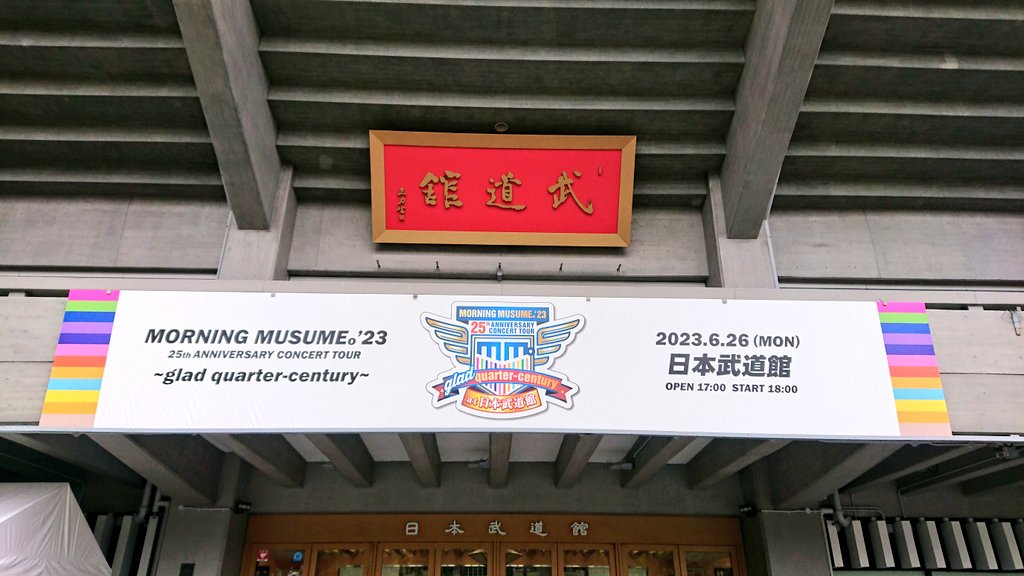 武道館
MORNING MUSUME。'23
25th ANNIVERSARY CONCERT TOUR
~glad quarter-century~
MORNING MUSUME。'23
25th ANNIVERSARY
CONCERT TOUR
glad quarter-century
in 日本武道館
2023.6.26 (MON)
日本武道館
OPEN 17:00 START 18:00
日本武道館